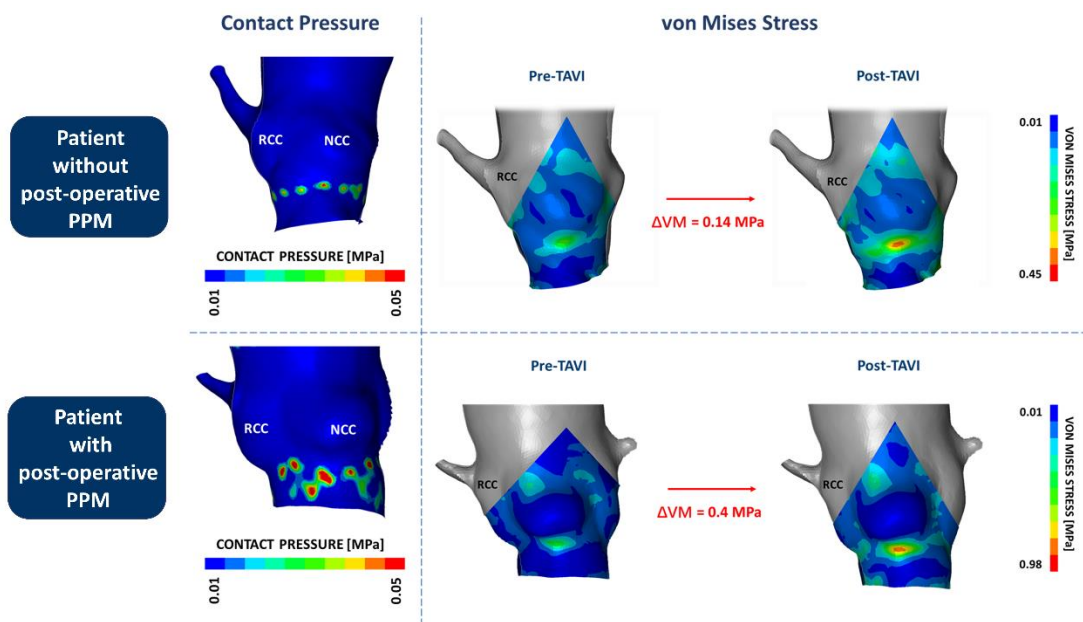 Contact Pressure
von Mises Stress
Patient
without
post-operative
PPM
RCC
NCC
CONTACT PRESSURE [MPa]
0.01
0.05
Pre-TAVI
RCC
ΔVM = 0.14 MPa
Post-TAVI
RCC
0.01
VON MISES STRESS [MPa]
0.45
Patient
with
post-operative
PPM
RCC
NCC
CONTACT PRESSURE [MPa]
0.01
0.05
Pre-TAVI
RCC
ΔVM = 0.4 MPa
Post-TAVI
RCC
0.01
VON MISES STRESS [MPa]
0.98